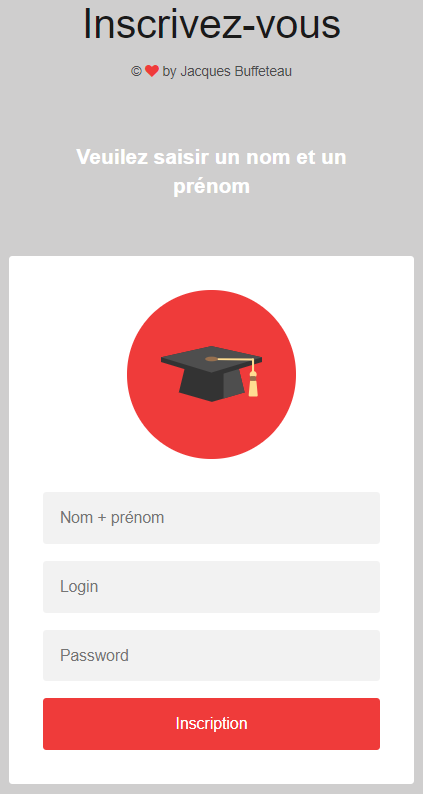 Inscrivez-vous
© ❤ by Jacques Buffeteau
Veuilez saisir un nom et un
prénom
Nom + prénom
Login
Password
Inscription